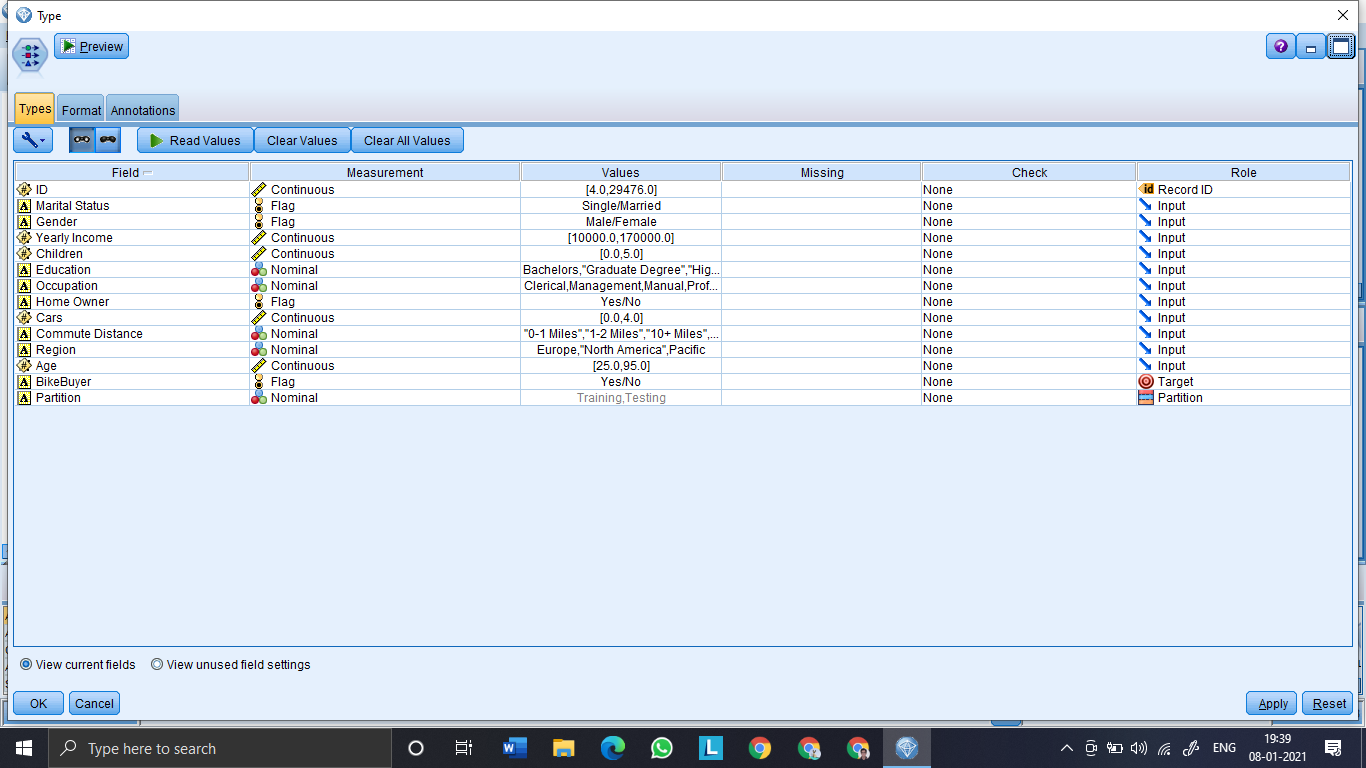 Type
Preview
Types Format Annotations
Read Values Clear Values Clear All Values
Field Measurement Values Missing Check Role
ID Continuous [4.0,29476.0] None Record ID
Marital Status Flag Single/Married None Input
Gender Flag Male/Female None Input
Yearly Income Continuous [10000.0,170000.0] None Input
Children Continuous [0.0,5.0] None Input
Education Nominal Bachelors,"Graduate Degree","Hig... None Input
Occupation Nominal Clerical,Management,Manual,Prof... None Input
Home Owner Flag Yes/No None Input
Cars Continuous [0.0,4.0] None Input
Commute Distance Nominal "0-1 Miles","1-2 Miles","10+ Miles",... None Input
Region Nominal Europe,"North America",Pacific None Input
Age Continuous [25.0,95.0] None Input
BikeBuyer Flag Yes/No None Target
Partition Nominal Training,Testing None Partition
View current fields View unused field settings
OK Cancel Apply Reset
Type here to search ENG 19:39
08-01-2021